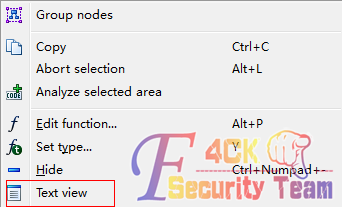 Group nodes
Copy Ctrl+C
Abort selection Alt+L
Analyze selected area
Edit function... Alt+P
Set type... Y
Hide Ctrl+Numpad+-
Text view
F4CK
Security Team